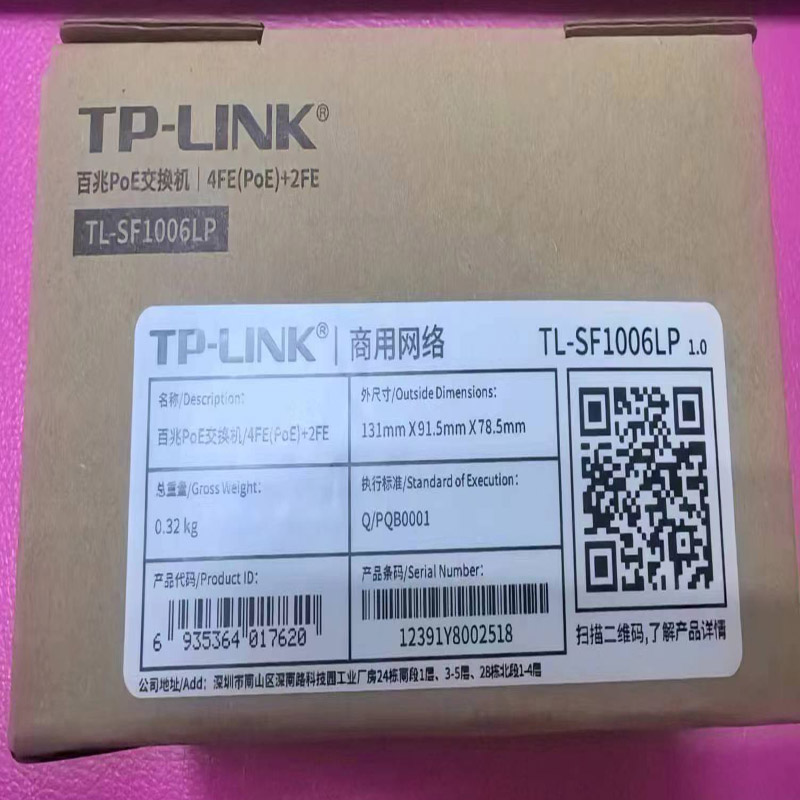 TP-LINK®
百兆PoE交换机 | 4FE(PoE)+2FE
TL-SF1006LP
TP-LINK® | 商用网络
TL-SF1006LP 1.0
名称/Description:
百兆PoE交换机/4FE(PoE)+2FE
外尺寸/Outside Dimensions:
131mm X 91.5mm X 78.5mm
总重量/Gross Weight:
0.32 kg
执行标准/Standard of Execution:
Q/PQB0001
产品代码/Product ID:
6 935364 017620
产品条码/Serial Number:
12391Y8002518
扫描二维码,了解产品详情
公司地址/Add: 深圳市南山区深南路科技园工业厂房24栋南段1层、3-5层、28栋北段1-4层